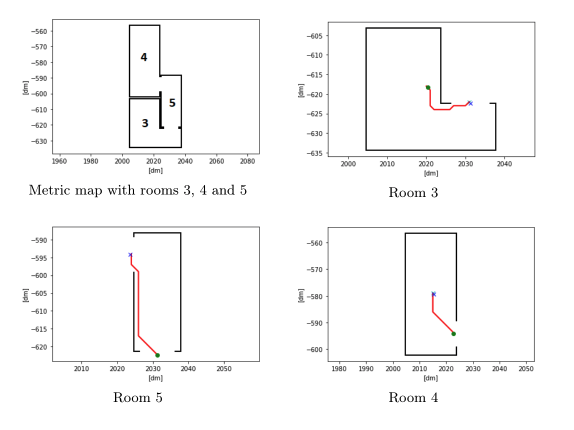 −560
−570
−580
−590
−600
−610
−620
−630
[dm]
4
5
3
1960 1980 2000 2020 2040 2060 2080
[dm]
Metric map with rooms 3, 4 and 5
−605
−610
−615
−620
−625
−630
−635
[dm]
2000 2010 2020 2030 2040
[dm]
Room 3
−590
−595
−600
−605
−610
−615
−620
[dm]
2010 2020 2030 2040 2050
[dm]
Room 5
−560
−570
−580
−590
−600
[dm]
1980 1990 2000 2010 2020 2030 2040 2050
[dm]
Room 4